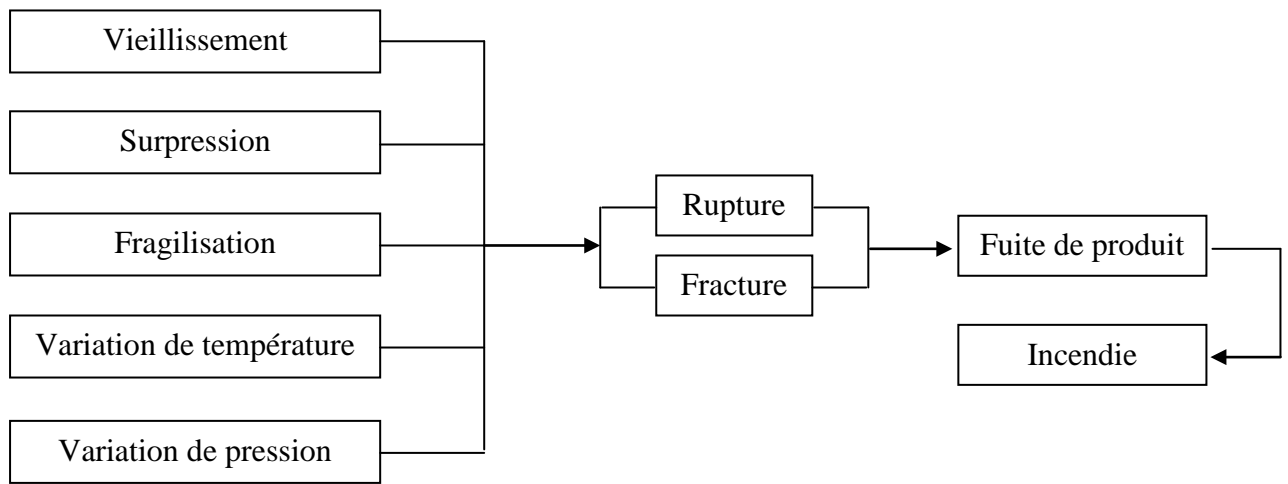 Vieillissement
Surpression
Fragilisation
Variation de température
Variation de pression
Rupture
Fracture
Fuite de produit
Incendie